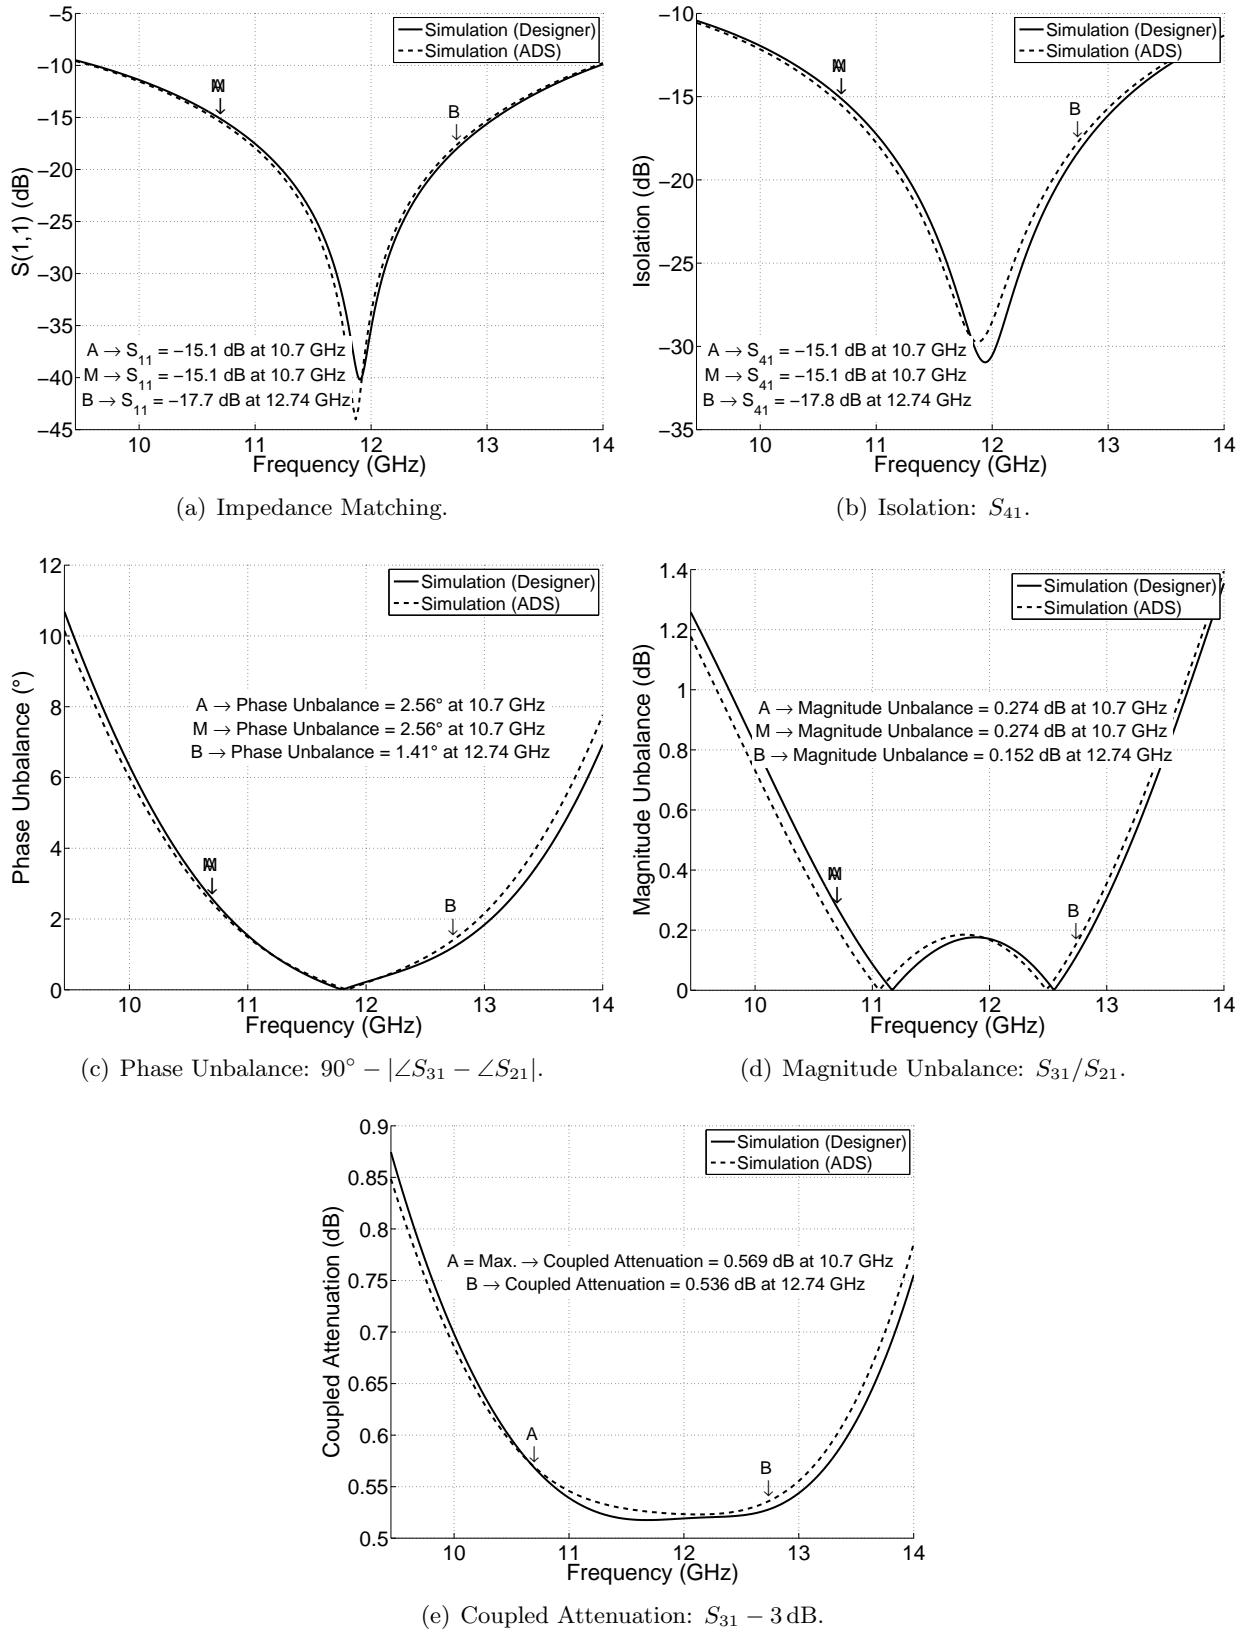 Simulation (Designer)
Simulation (ADS)
S(1,1) (dB)
−5
−10
−15
−20
−25
−30
−35
−40
−45
M
B
A → S11 = −15.1 dB at 10.7 GHz
M → S11 = −15.1 dB at 10.7 GHz
B → S11 = −17.7 dB at 12.74 GHz
10 11 12 13 14
Frequency (GHz)
(a) Impedance Matching.
Simulation (Designer)
Simulation (ADS)
Isolation (dB)
−10
−15
−20
−25
−30
−35
M
B
A → S41 = −15.1 dB at 10.7 GHz
M → S41 = −15.1 dB at 10.7 GHz
B → S41 = −17.8 dB at 12.74 GHz
10 11 12 13 14
Frequency (GHz)
(b) Isolation: S41.
Simulation (Designer)
Simulation (ADS)
Phase Unbalance (°)
12
10
8
6
4
2
0
A → Phase Unbalance = 2.56° at 10.7 GHz
M → Phase Unbalance = 2.56° at 10.7 GHz
B → Phase Unbalance = 1.41° at 12.74 GHz
M
B
10 11 12 13 14
Frequency (GHz)
(c) Phase Unbalance: 90° − |∠S31 − ∠S21|.
Simulation (Designer)
Simulation (ADS)
Magnitude Unbalance (dB)
1.4
1.2
1
0.8
0.6
0.4
0.2
0
A → Magnitude Unbalance = 0.274 dB at 10.7 GHz
M → Magnitude Unbalance = 0.274 dB at 10.7 GHz
B → Magnitude Unbalance = 0.152 dB at 12.74 GHz
M
B
10 11 12 13 14
Frequency (GHz)
(d) Magnitude Unbalance: S31/S21.
Simulation (Designer)
Simulation (ADS)
Coupled Attenuation (dB)
0.9
0.85
0.8
0.75
0.7
0.65
0.6
0.55
0.5
A = Max. → Coupled Attenuation = 0.569 dB at 10.7 GHz
B → Coupled Attenuation = 0.536 dB at 12.74 GHz
A
B
10 11 12 13 14
Frequency (GHz)
(e) Coupled Attenuation: S31 − 3 dB.